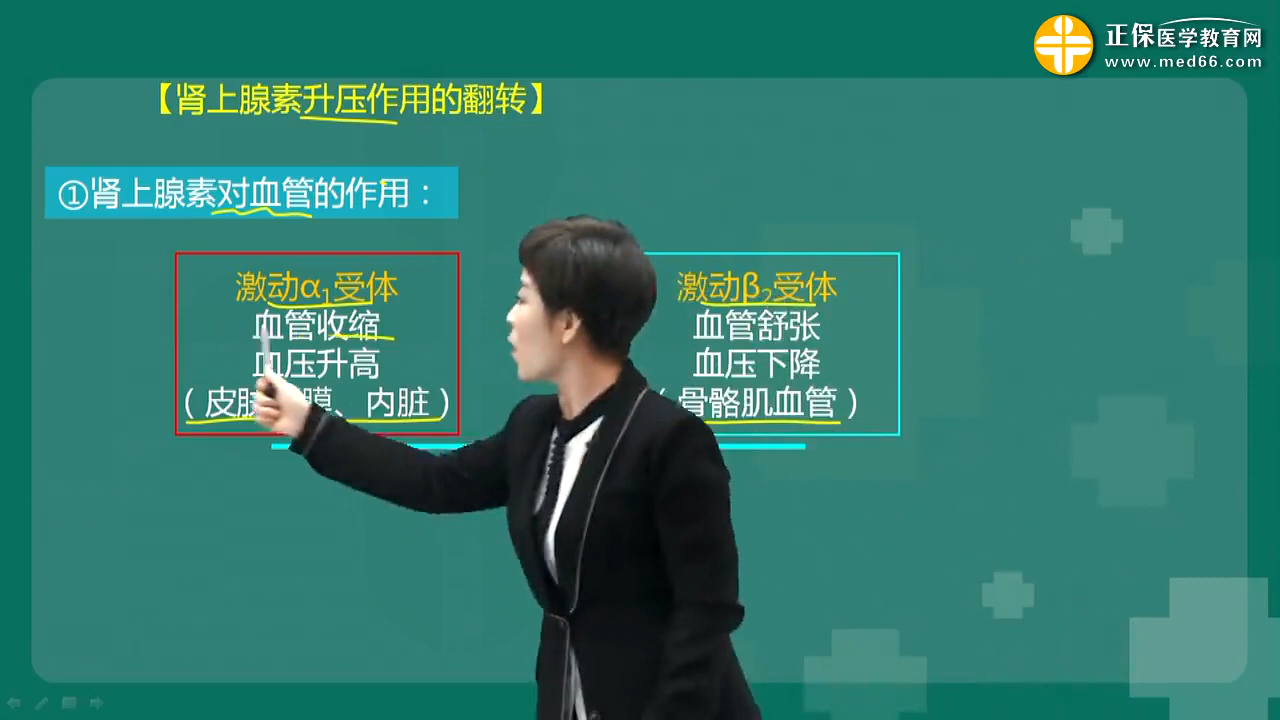 正保医学教育网
www.med66.com
【肾上腺素升压作用的翻转】
①肾上腺素对血管的作用：
激动α₁受体
血管收缩
血压升高
（皮肤膜、内脏）
激动β₂受体
血管舒张
血压下降
（骨骼肌血管）